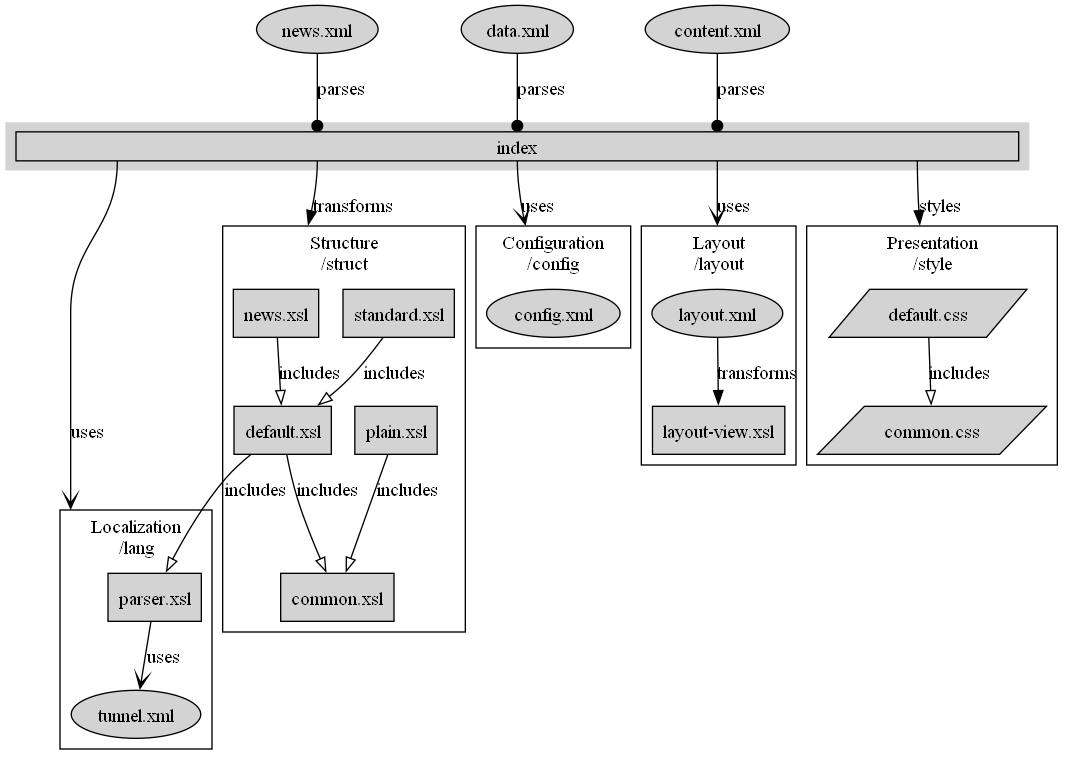 news.xml
data.xml
content.xml
parses
parses
parses
index
transforms
uses
uses
styles
Structure
/struct
Configuration
/config
Layout
/layout
Presentation
/style
news.xsl
standard.xsl
config.xml
layout.xml
default.css
includes
includes
transforms
includes
uses
default.xsl
plain.xsl
layout-view.xsl
common.css
includes
includes
includes
Localization
/lang
parser.xsl
common.xsl
uses
tunnel.xml